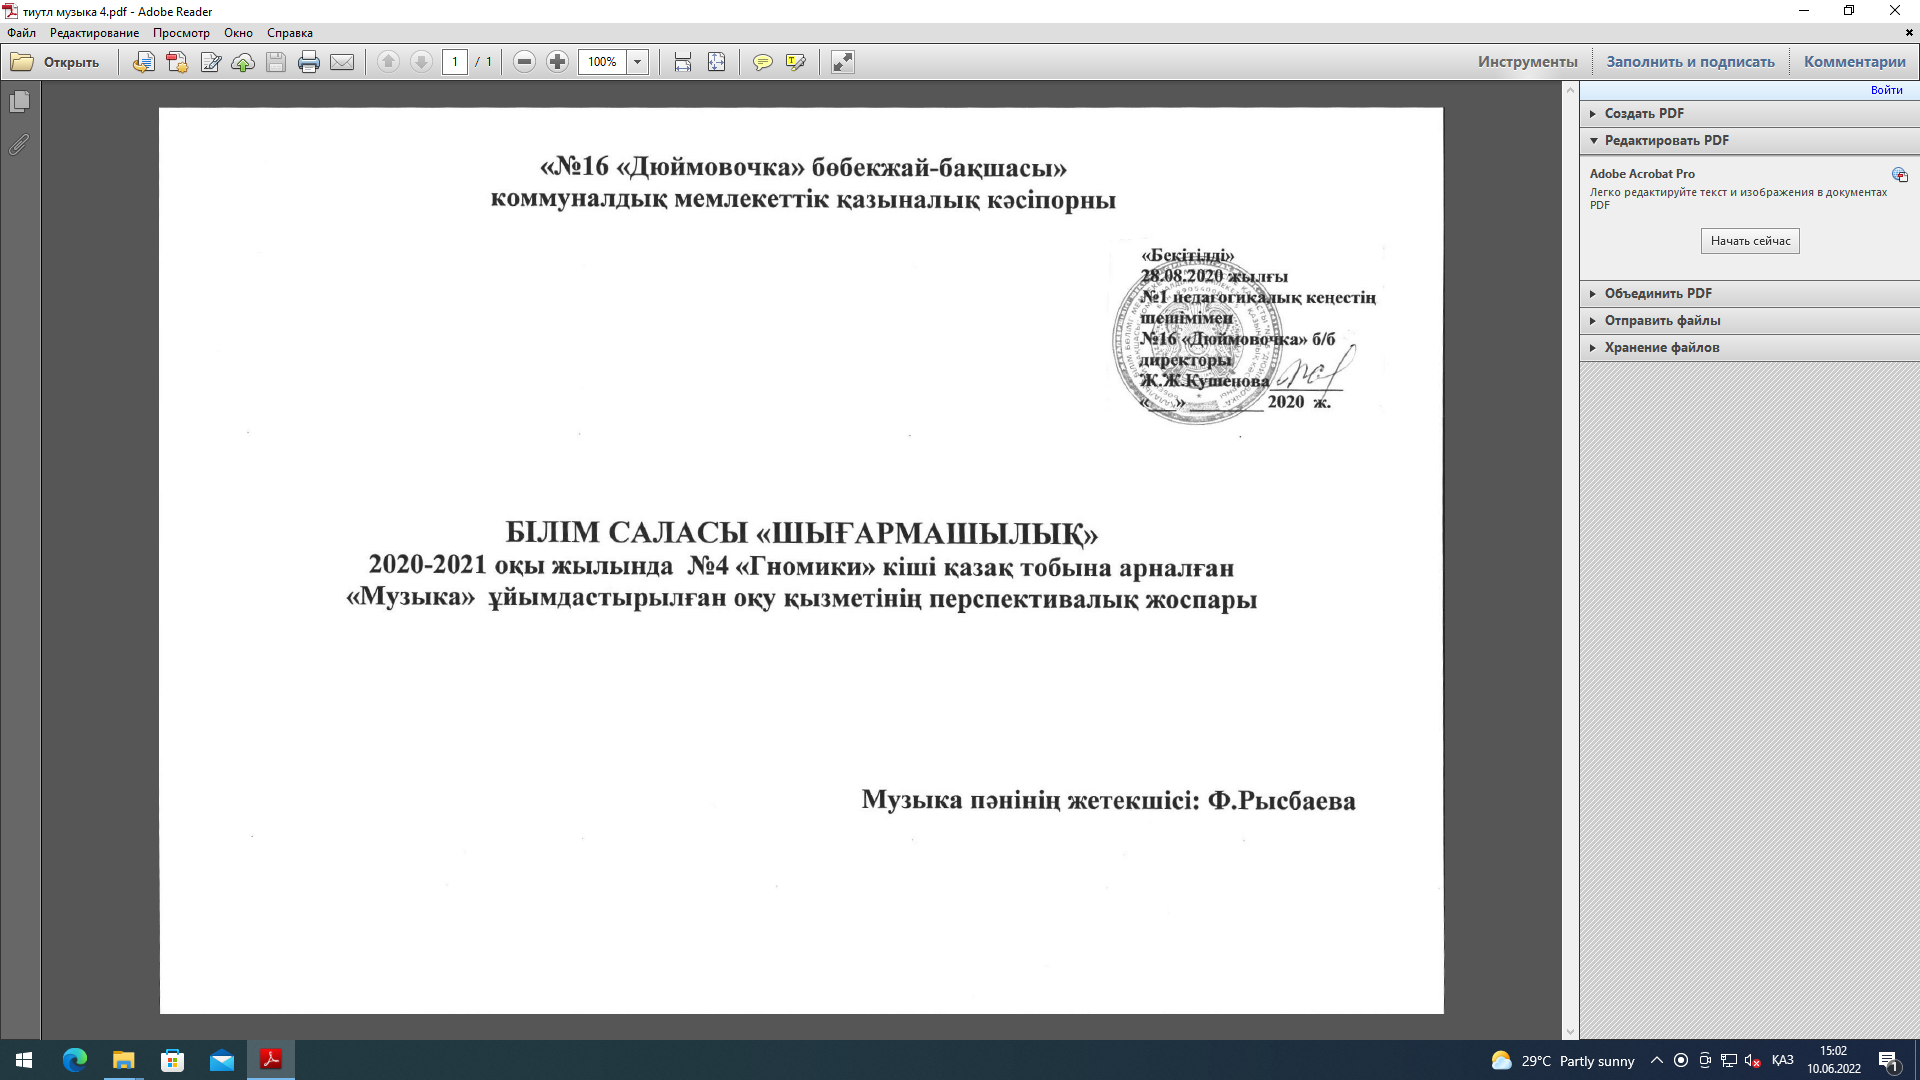 тиутл музыка 4.pdf - Adobe Reader
Файл Редактирование Просмотр Окно Справка
Открыть
1 / 1
100%
Инструменты
Заполнить и подписать
Комментарии
Войти
Создать PDF
Редактировать PDF
Adobe Acrobat Pro
Легко редактируйте текст и изображения в документах
PDF
Начать сейчас
Объединить PDF
Отправить файлы
Хранение файлов
«№16 «Дюймовочка» бөбекжай-бақшасы»
коммуналдық мемлекеттік қазыналық кәсіпорны
«Бекітілді»
28.08.2020 жылғы
№1 педагогикалық кеңестің
шешімімен
№16 «Дюймовочка» б/б
директоры
Ж.Ж.Кушенова________
«___» ________ 2020 ж.
БІЛІМ САЛАСЫ «ШЫҒАРМАШЫЛЫҚ»
2020-2021 оқы жылында №4 «Гномики» кіші қазақ тобына арналған
«Музыка» ұйымдастырылған оқу қызметінің перспективалық жоспары
Музыка пәнінің жетекшісі: Ф.Рысбаева
29°C Partly sunny
ҚАЗ
15:02
10.06.2022
1